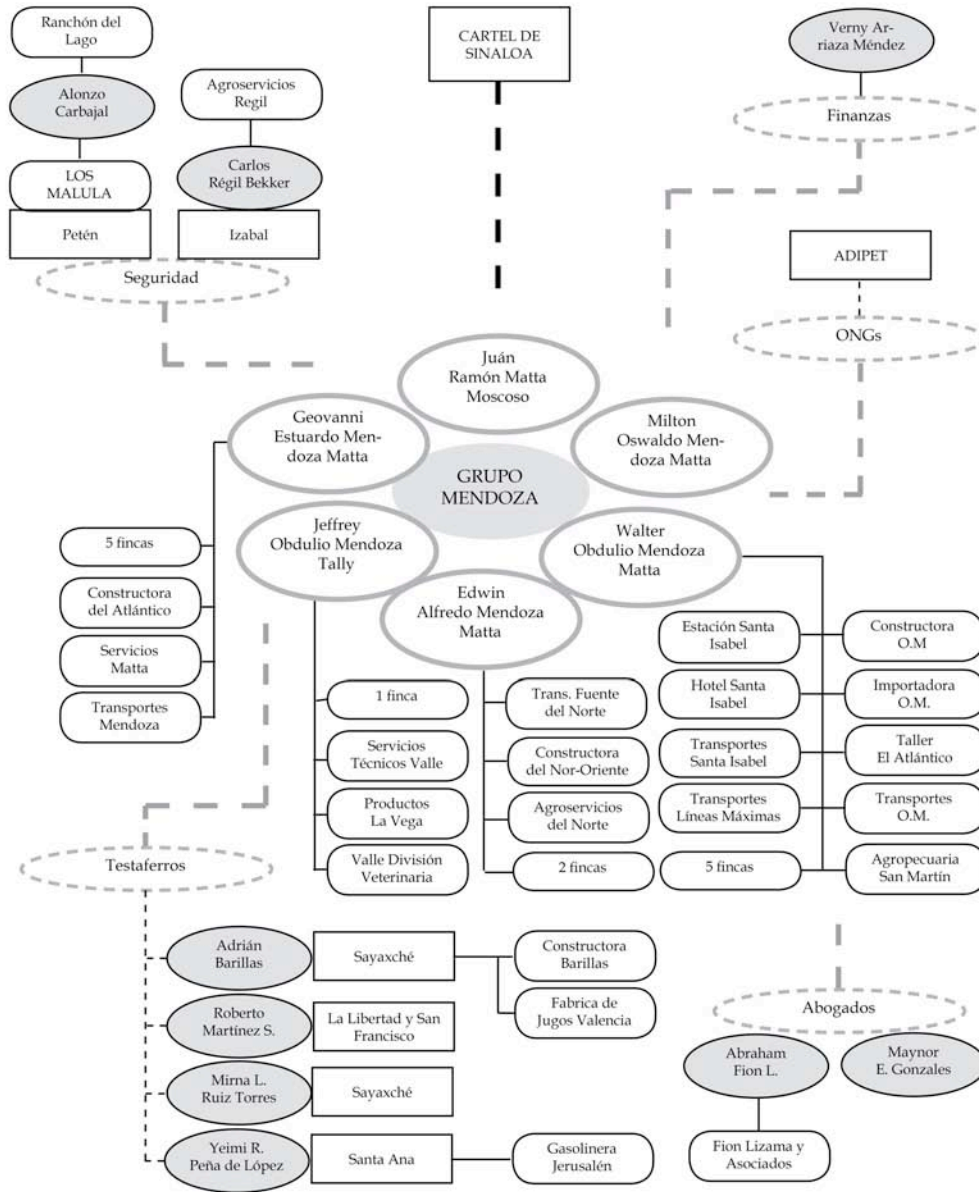 Ranchón del
Lago
Alonzo
Carbajal
LOS
MALULA
Petén
Agroservicios
Regil
Carlos
Régil Bekker
Izabal
Seguridad
CARTEL DE
SINALOA
Verny Ar-
riaza Méndez
Finanzas
ADIPET
ONGs
Juán
Ramón Matta
Moscoso
Geovanni
Estuardo Men-
doza Matta
Milton
Oswaldo Men-
doza Matta
GRUPO
MENDOZA
Jeffrey
Obdulio Mendoza
Tally
Walter
Obdulio Mendoza
Matta
Edwin
Alfredo Mendoza
Matta
5 fincas
Constructora
del Atlántico
Servicios
Matta
Transportes
Mendoza
1 finca
Servicios
Técnicos Valle
Productos
La Vega
Valle División
Veterinaria
Trans. Fuente
del Norte
Constructora
del Nor-Oriente
Agroservicios
del Norte
2 fincas
Estación Santa
Isabel
Hotel Santa
Isabel
Transportes
Santa Isabel
Transportes
Líneas Máximas
5 fincas
Constructora
O.M
Importadora
O.M.
Taller
El Atlántico
Transportes
O.M.
Agropecuaria
San Martín
Testaferros
Adrián
Barillas
Sayaxché
Constructora
Barillas
Fabrica de
Jugos Valencia
Roberto
Martínez S.
La Libertad y San
Francisco
Mirna L.
Ruiz Torres
Sayaxché
Yeimi R.
Peña de López
Santa Ana
Gasolinera
Jerusalén
Abogados
Abraham
Fion L.
Maynor
E. Gonzales
Fion Lizama y
Asociados